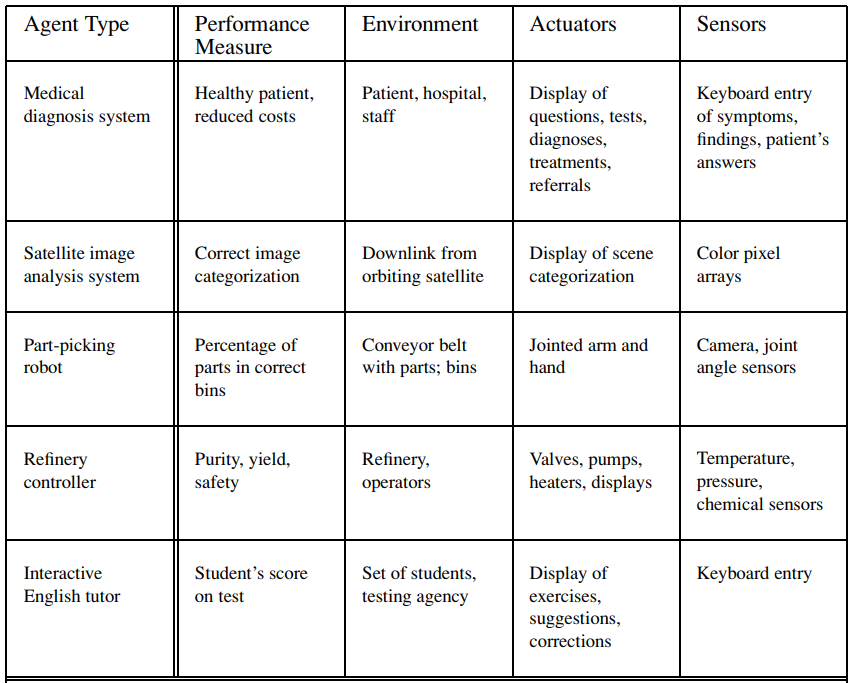 Agent Type
Performance
Measure
Environment
Actuators
Sensors
Medical
diagnosis system
Healthy patient,
reduced costs
Patient, hospital,
staff
Display of
questions, tests,
diagnoses,
treatments,
referrals
Keyboard entry
of symptoms,
findings, patient’s
answers
Satellite image
analysis system
Correct image
categorization
Downlink from
orbiting satellite
Display of scene
categorization
Color pixel
arrays
Part-picking
robot
Percentage of
parts in correct
bins
Conveyor belt
with parts; bins
Jointed arm and
hand
Camera, joint
angle sensors
Refinery
controller
Purity, yield,
safety
Refinery,
operators
Valves, pumps,
heaters, displays
Temperature,
pressure,
chemical sensors
Interactive
English tutor
Student’s score
on test
Set of students,
testing agency
Display of
exercises,
suggestions,
corrections
Keyboard entry